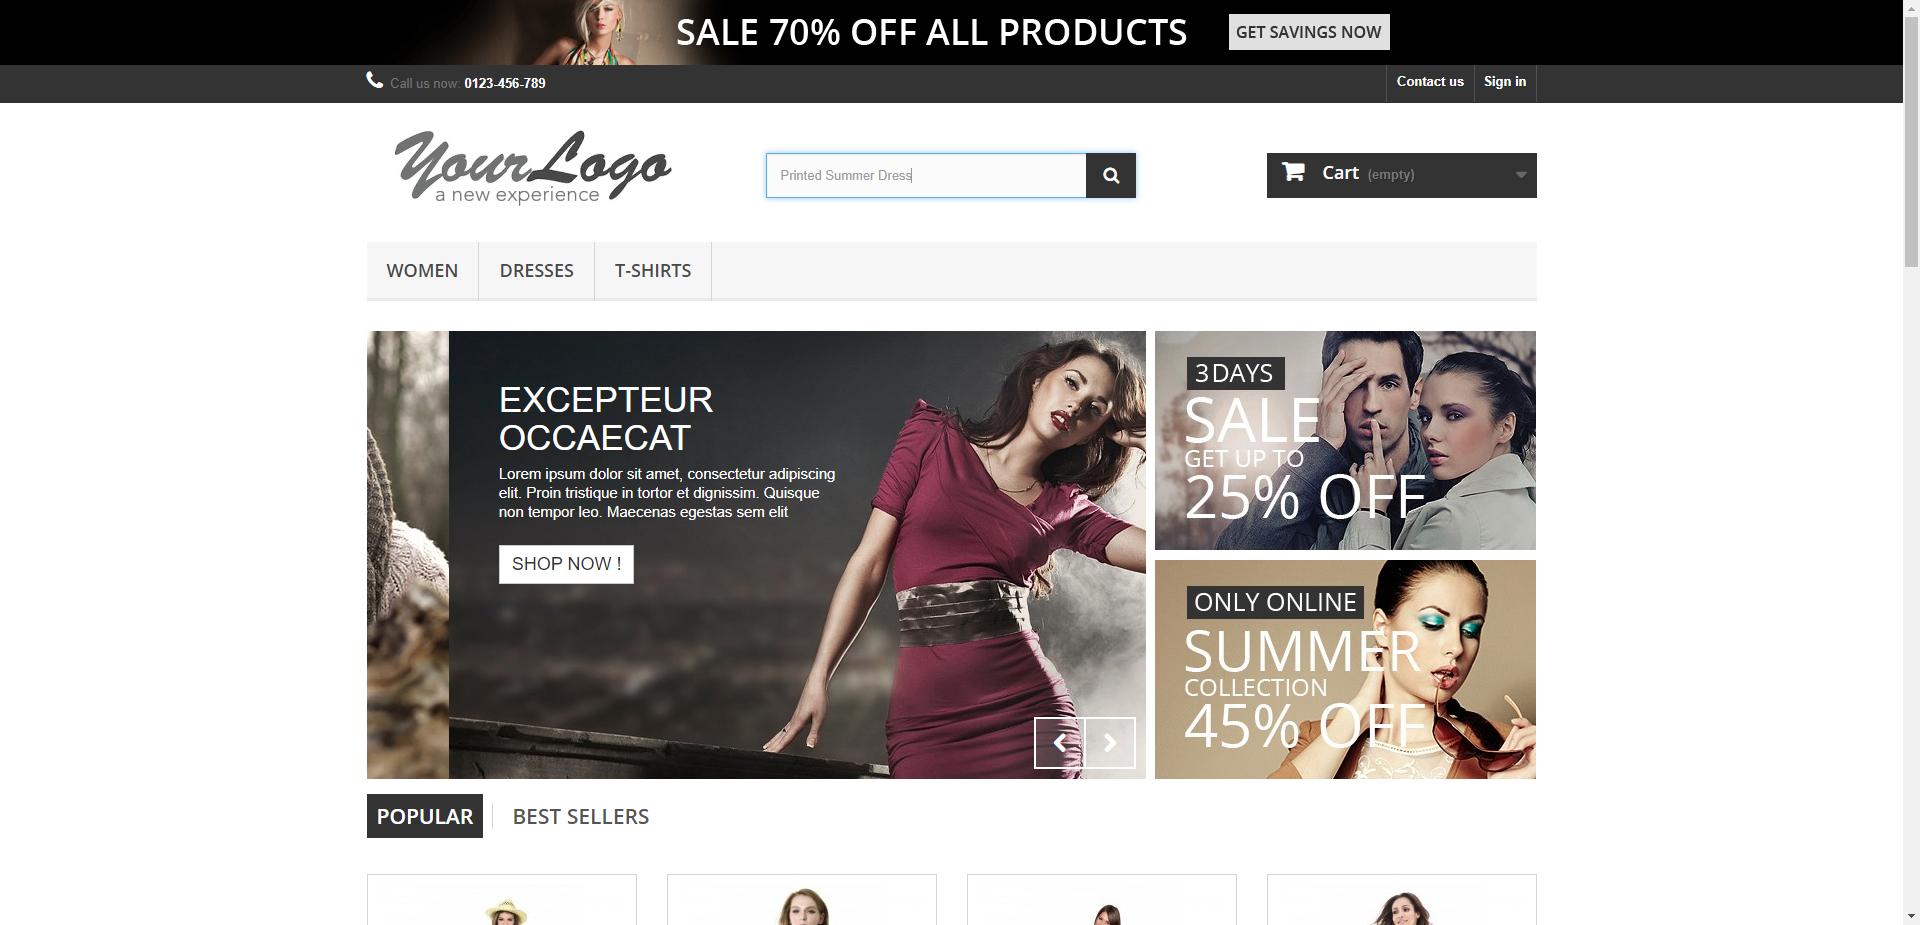 SALE 70% OFF ALL PRODUCTS
GET SAVINGS NOW
Call us now: 0123-456-789
Contact us
Sign in
YourLogo
a new experience
Printed Summer Dress
Cart (empty)
WOMEN
DRESSES
T-SHIRTS
EXCEPTEUR
OCCAECAT
Lorem ipsum dolor sit amet, consectetur adipiscing
elit. Proin tristique in tortor et dignissim. Quisque
non tempor leo. Maecenas egestas sem elit
SHOP NOW !
3DAYS
SALE
GET UP TO
25% OFF
ONLY ONLINE
SUMMER
COLLECTION
45% OFF
POPULAR
BEST SELLERS